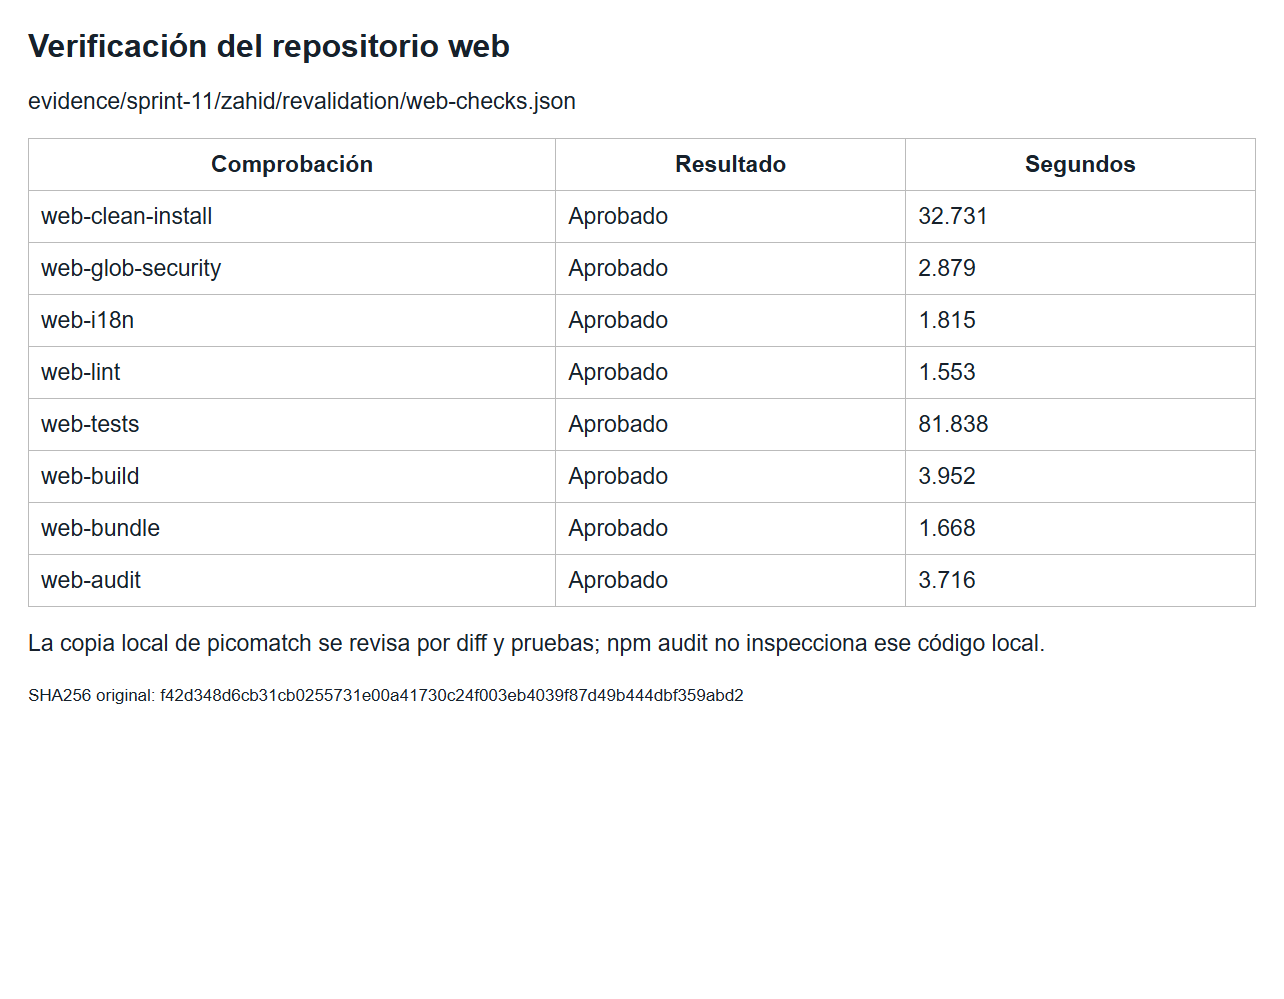 Verificación del repositorio web
evidence/sprint-11/zahid/revalidation/web-checks.json
Comprobación Resultado Segundos
web-clean-install Aprobado 32.731
web-glob-security Aprobado 2.879
web-i18n Aprobado 1.815
web-lint Aprobado 1.553
web-tests Aprobado 81.838
web-build Aprobado 3.952
web-bundle Aprobado 1.668
web-audit Aprobado 3.716
La copia local de picomatch se revisa por diff y pruebas; npm audit no inspecciona ese código local.
SHA256 original: f42d348d6cb31cb0255731e00a41730c24f003eb4039f87d49b444dbf359abd2